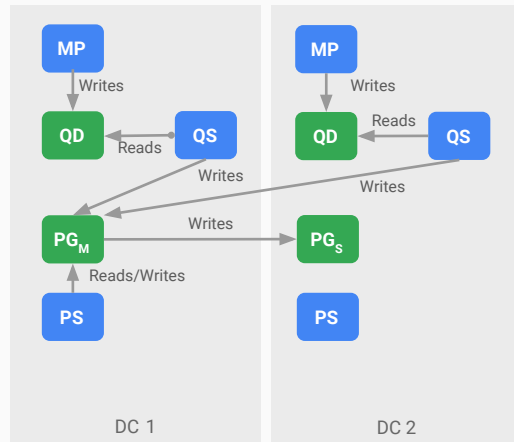 MP
Writes
QD
Reads
QS
Writes
PGM
Reads/Writes
PS
DC 1
MP
Writes
QD
Reads
QS
Writes
Writes
PGS
PS
DC 2